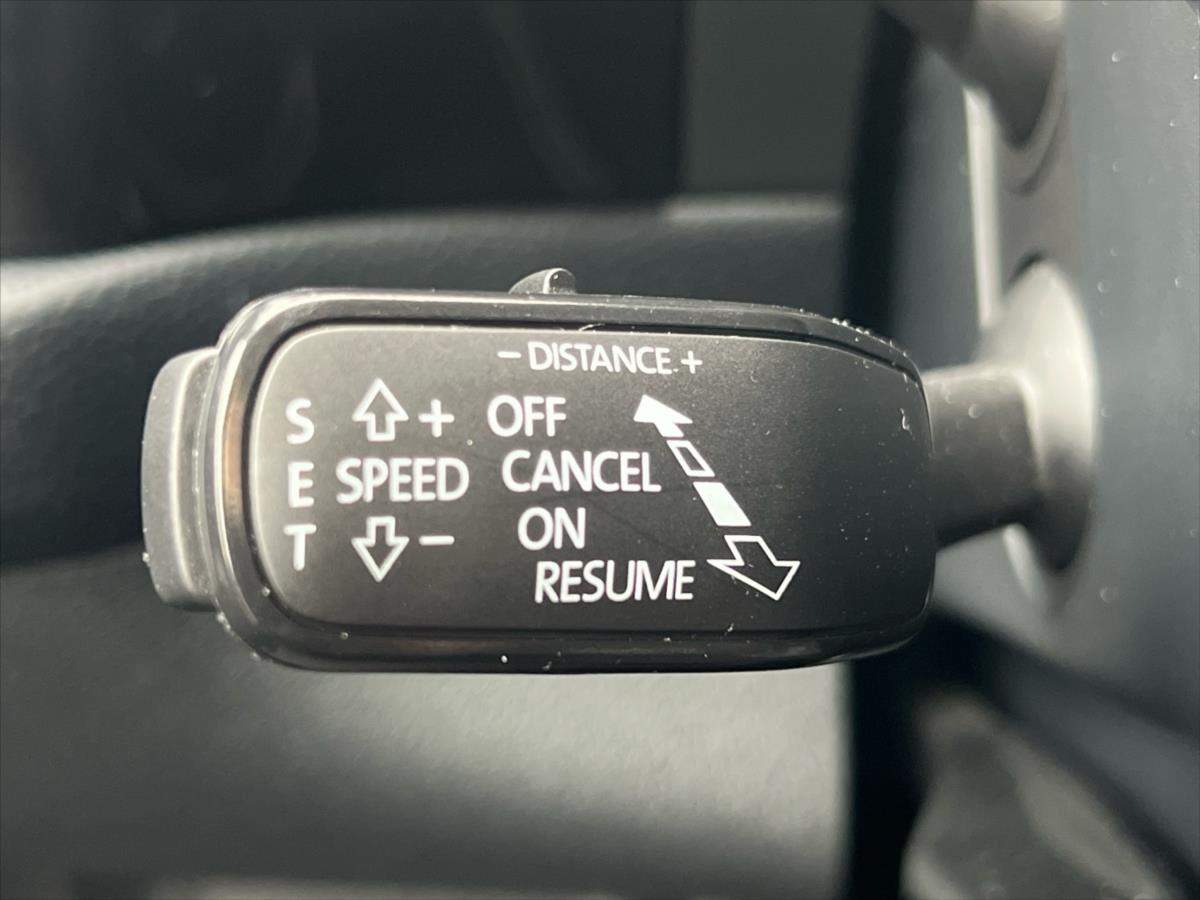 - DISTANCE +
S + OFF
E SPEED CANCEL
T - ON
RESUME